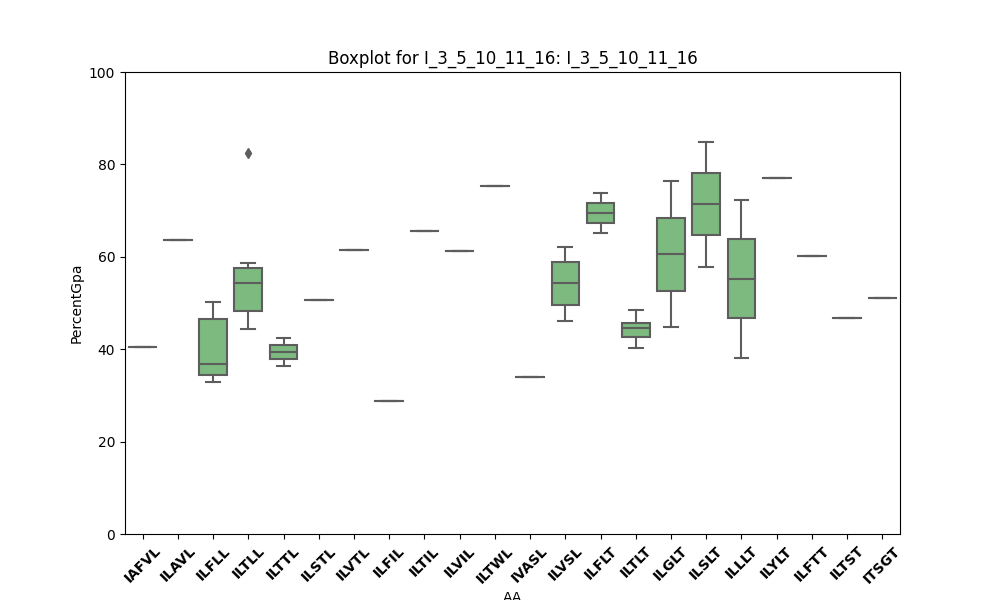 Boxplot for I_3_5_10_11_16: I_3_5_10_11_16
100
80
60
40
20
0
PercentGpa
IAFVL ILAVL ILFLL ILTLL ILTTL ILSTL ILVTL ILFIL ILTIL ILVIL ILTWL IVASL ILVSL ILFLT ILTLT ILGLT ILSLT ILLLT ILYLT ILFTT ILTST ITSGT
AA